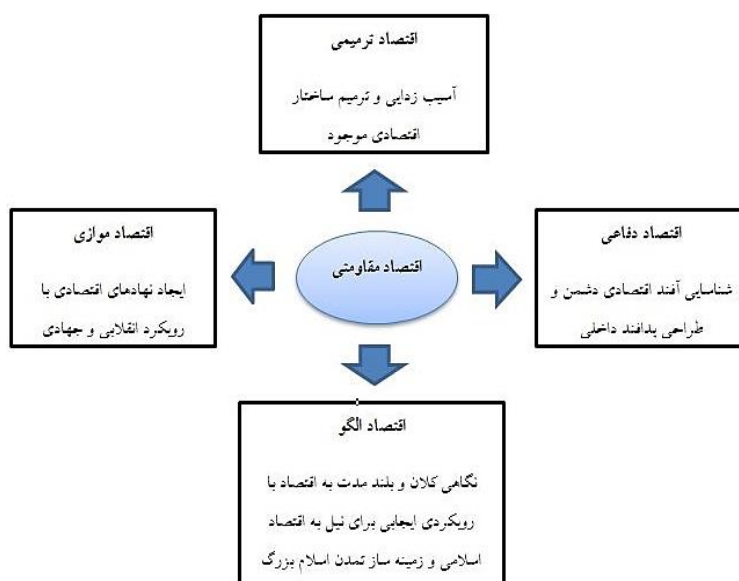 اقتصاد ترمیمی
آسیب زدایی و ترمیم ساختار
اقتصادی موجود
اقتصاد دفاعی
شناسایی آفند اقتصادی دشمن و
طراحی پدافند داخلی
اقتصاد مقاومتی
اقتصاد موازی
ایجاد نهادهای اقتصادی با
رویکرد انقلابی و جهادی
اقتصاد الگو
نگاهی کلان و بلند مدت به اقتصاد با
رویکردی ایجابی برای نیل به اقتصاد
اسلامی و زمینه ساز تمدن اسلام بزرگ